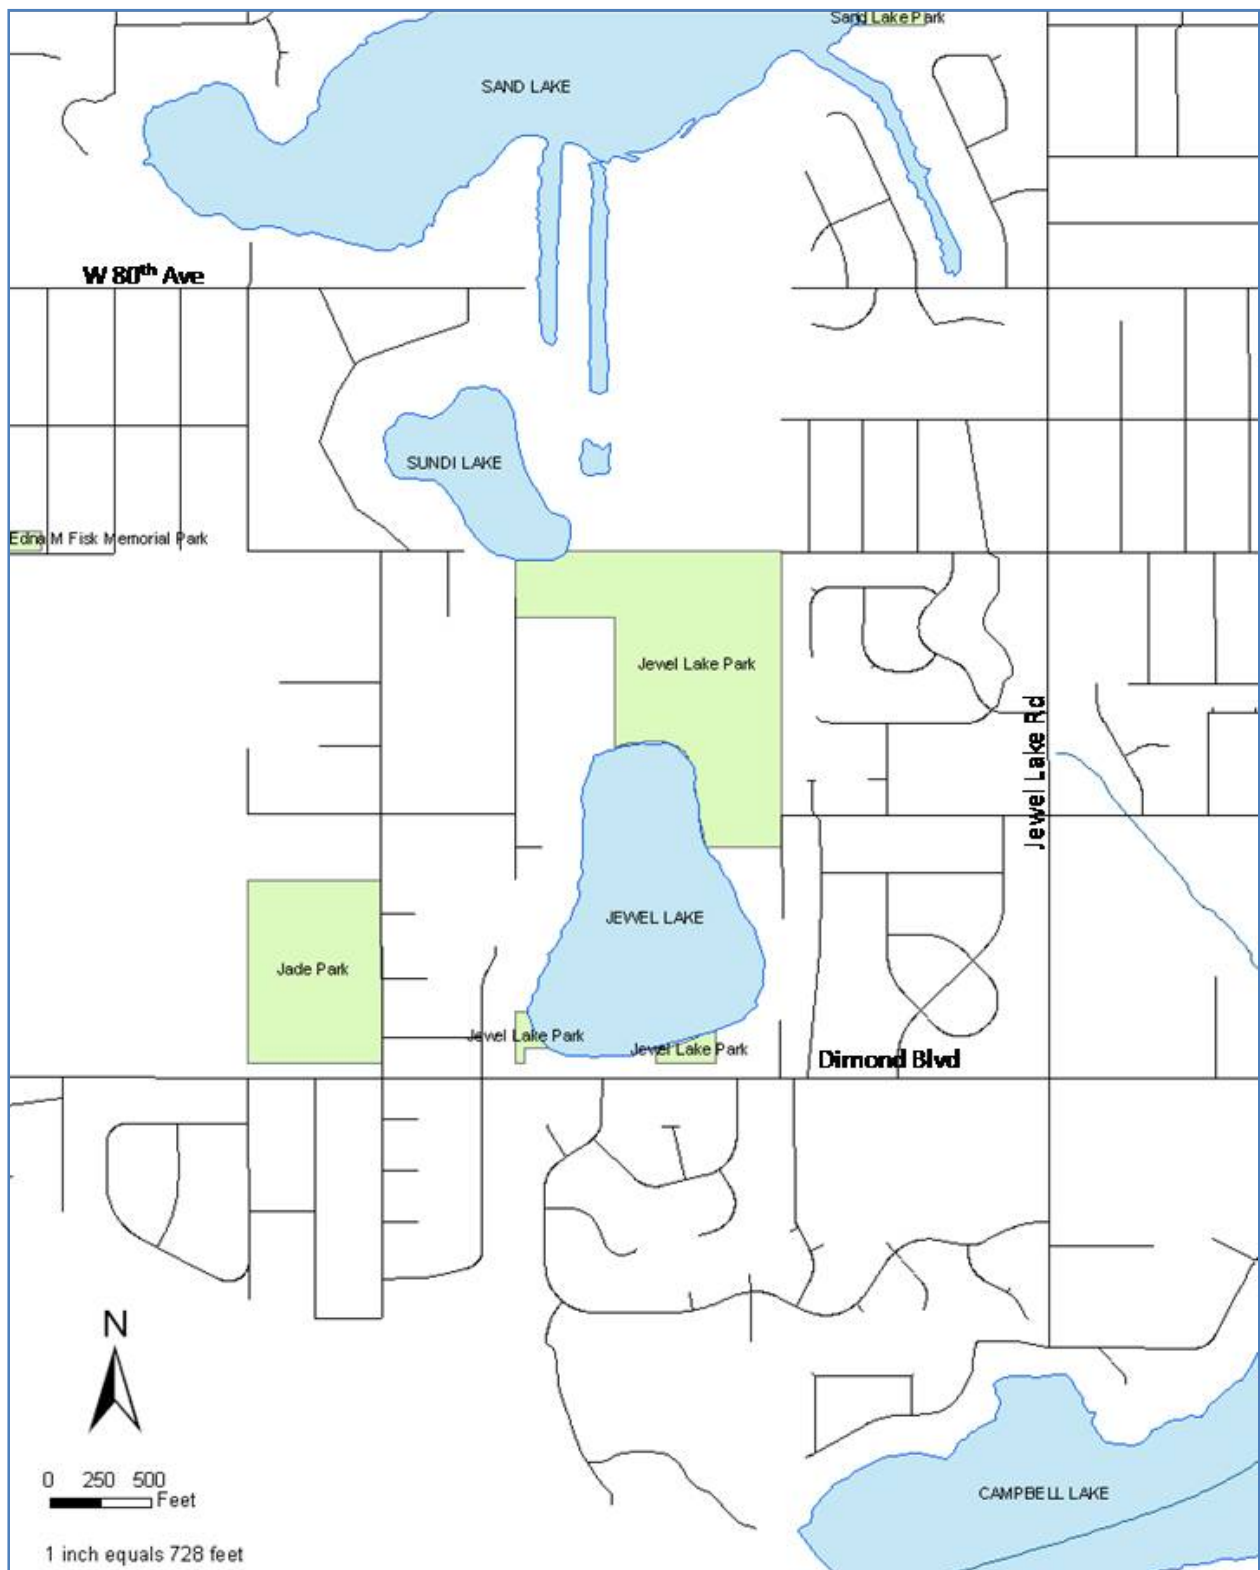 Sand Lake Park
SAND LAKE
W 80th Ave
SUNDI LAKE
Edna M Fisk Memorial Park
Jewel Lake Park
Jewel Lake Rd
JEWEL LAKE
Jade Park
Jewel Lake Park
Jewel Lake Park
Dimond Blvd
N
0 250 500
Feet
CAMPBELL LAKE
1 inch equals 728 feet